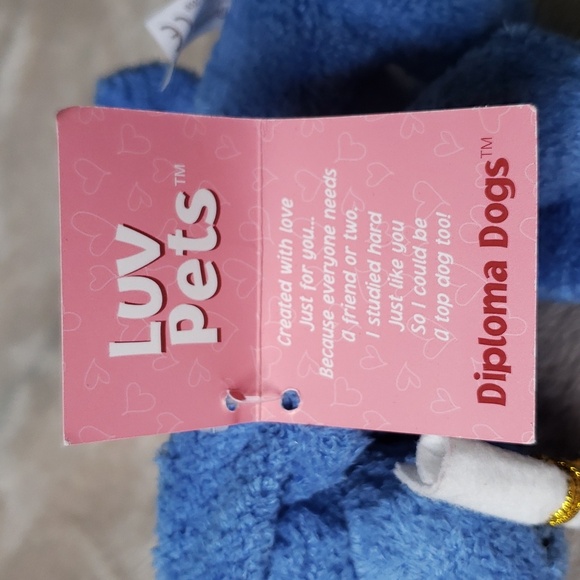 LUV
Pets™
Created with love
Just for you...
Because everyone needs
a friend or two.
I studied hard
Just like you
So I could be
a top dog too!
Diploma Dogs™